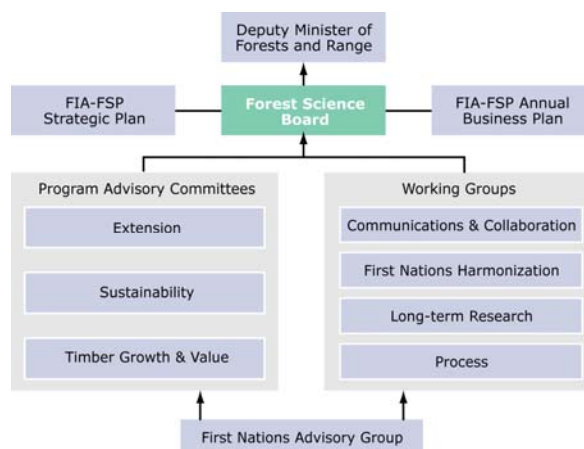 Deputy Minister of
Forests and Range
FIA-FSP
Strategic Plan
Forest Science
Board
FIA-FSP Annual
Business Plan
Program Advisory Committees
Extension
Sustainability
Timber Growth & Value
Working Groups
Communications & Collaboration
First Nations Harmonization
Long-term Research
Process
First Nations Advisory Group